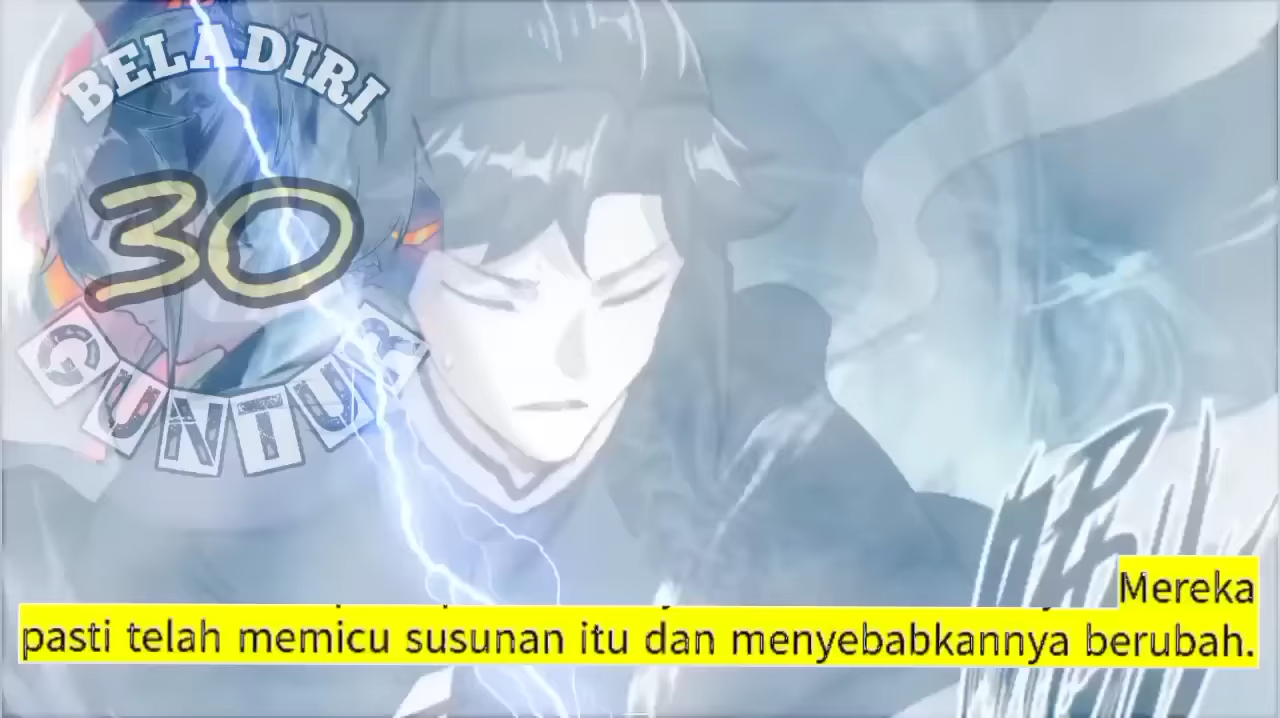 BELADIRI
30
GUNTUR
Mereka
pasti telah memicu susunan itu dan menyebabkannya berubah.